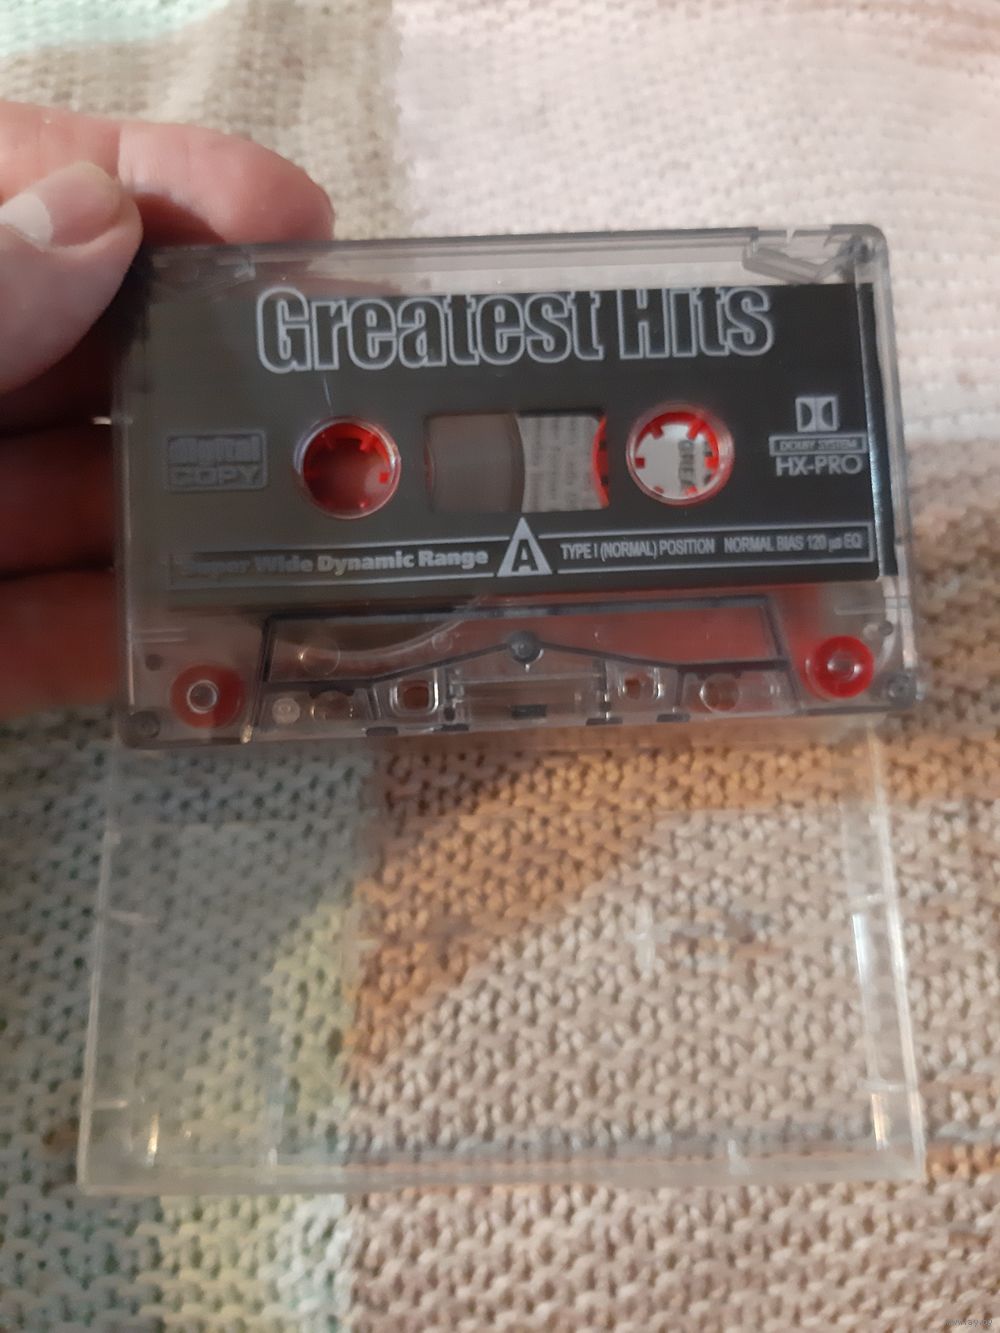 Greatest Hits
digital
COPY
DOLBY SYSTEM
HX-PRO
Super Wide Dynamic Range
A
TYPE I (NORMAL) POSITION NORMAL BIAS 120 µs EQ